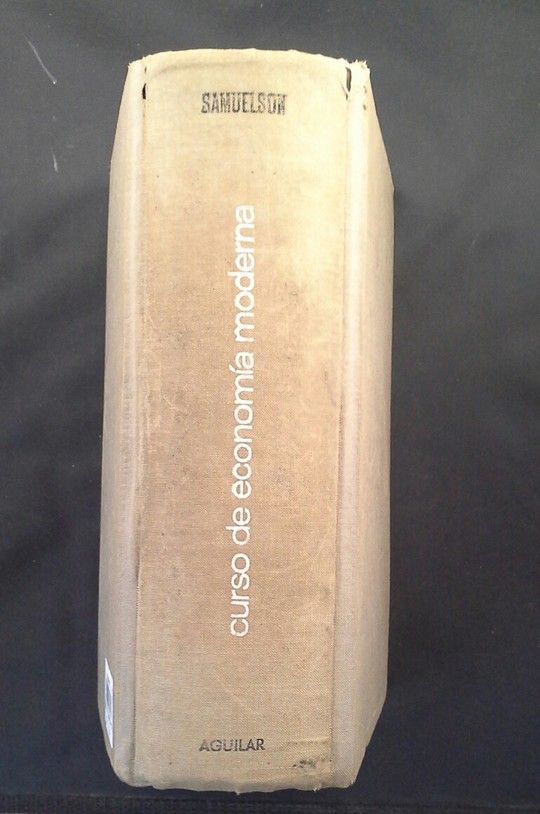 SAMUELSON
curso de economía moderna
AGUILAR